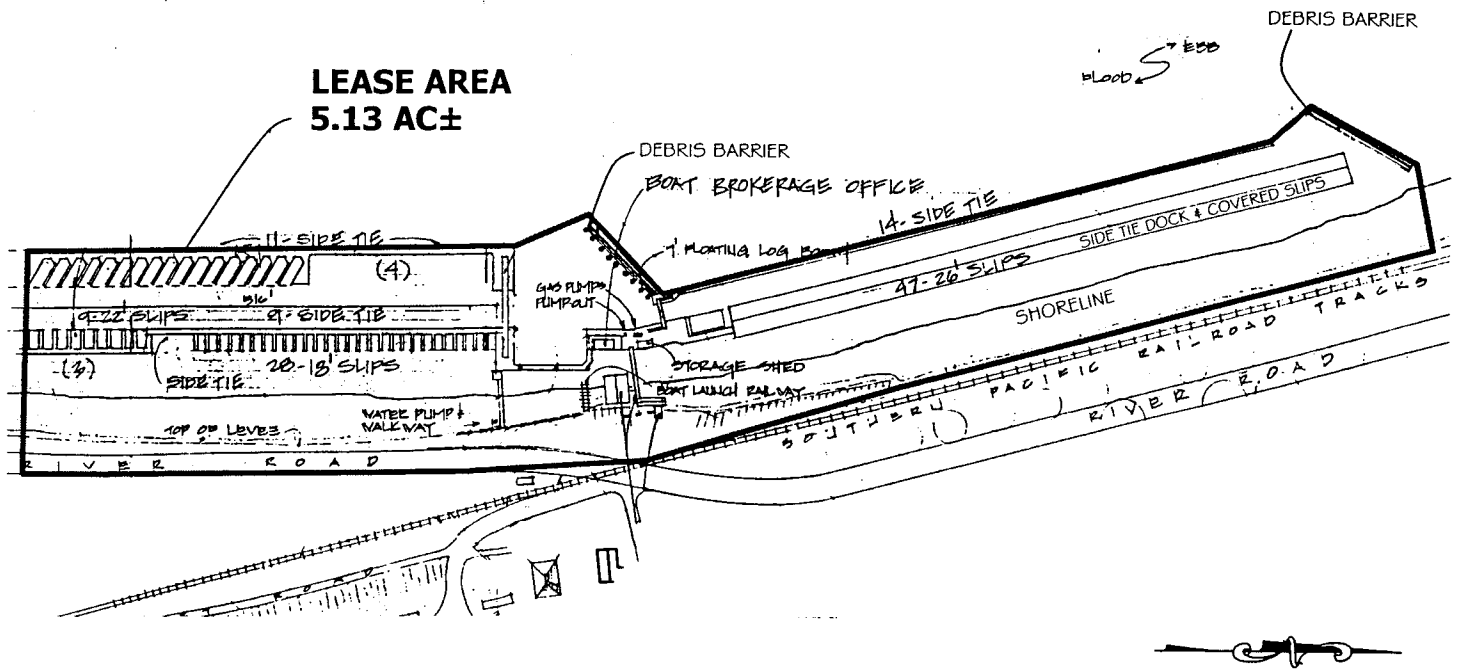 DEBRIS BARRIER
EBB
FLOOD
LEASE AREA
5.13 AC±
DEBRIS BARRIER
BOAT BROKERAGE OFFICE
14-SIDE TIE
SIDE TIE DOCK & COVERED SLIPS
11-SIDE TIE
(4)
FLOATING LOG
47-26' SLIPS
GAS PUMPS
PUMPOUT
516'
9-22' SLIPS
9-SIDE TIE
SHORELINE
(3)
SIDE TIE
28-18' SLIPS
STORAGE SHED
BOAT LAUNCH RAILWAY
WATER PUMP &
WALKWAY
TOP OF LEVEE
RIVER ROAD
SOUTHERN PACIFIC RAIL-ROAD TRACKS
RIVER ROAD
ROAD